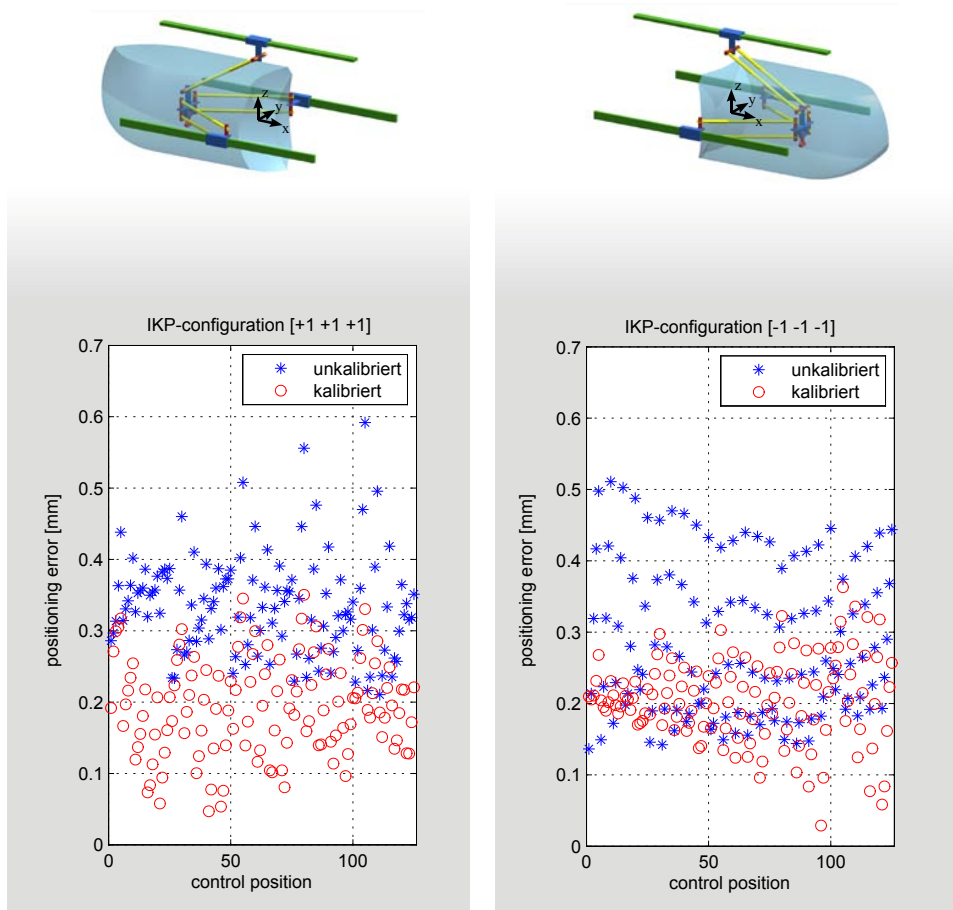 z
y
x
z
y
x
IKP-configuration [+1 +1 +1]
0.7
0.6
0.5
0.4
0.3
0.2
0.1
0
positioning error [mm]
unkalibriert
kalibriert
0
50
100
control position
IKP-configuration [-1 -1 -1]
0.7
0.6
0.5
0.4
0.3
0.2
0.1
0
positioning error [mm]
unkalibriert
kalibriert
0
50
100
control position